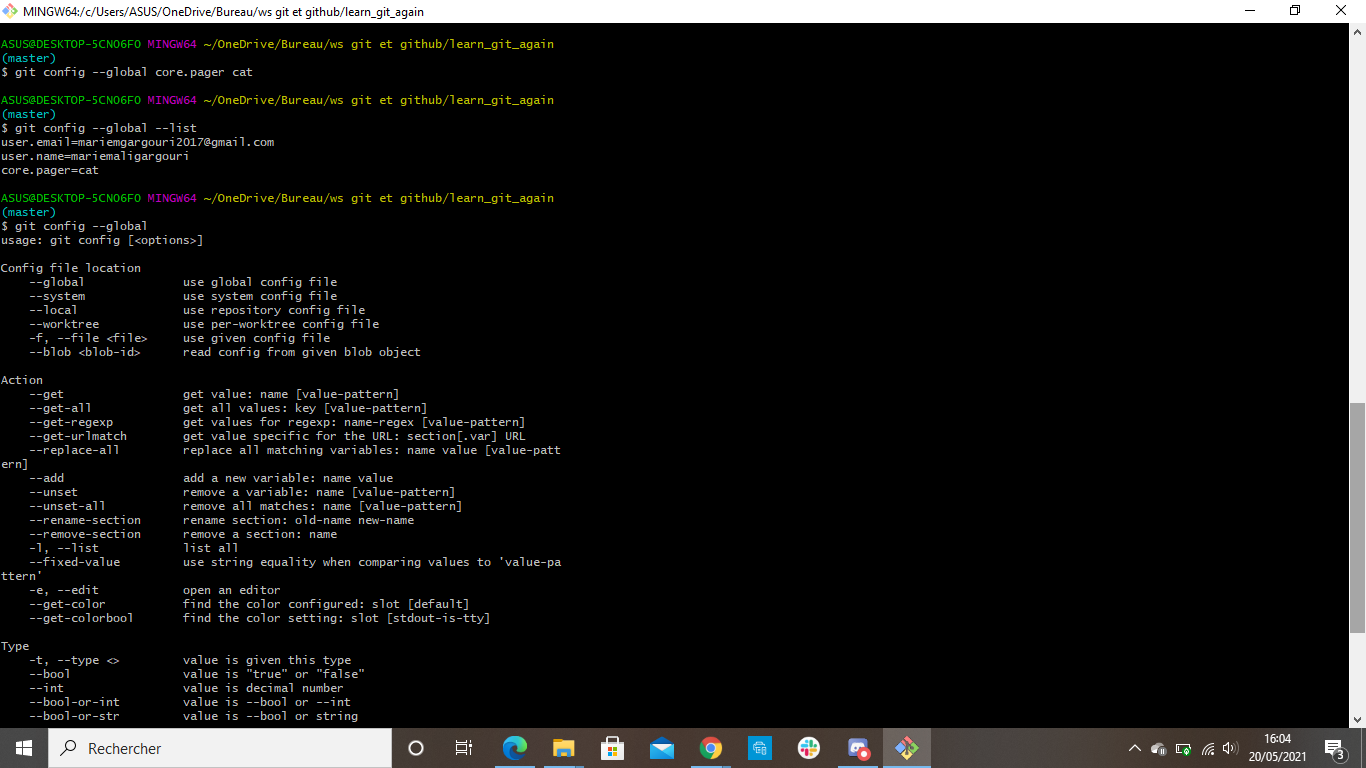 MINGW64:/c/Users/ASUS/OneDrive/Bureau/ws git et github/learn_git_again
ASUS@DESKTOP-5CNO6FO MINGW64 ~/OneDrive/Bureau/ws git et github/learn_git_again
(master)
$ git config --global core.pager cat
ASUS@DESKTOP-5CNO6FO MINGW64 ~/OneDrive/Bureau/ws git et github/learn_git_again
(master)
$ git config --global --list
user.email=mariemgargouri2017@gmail.com
user.name=mariemaligargouri
core.pager=cat
ASUS@DESKTOP-5CNO6FO MINGW64 ~/OneDrive/Bureau/ws git et github/learn_git_again
(master)
$ git config --global
usage: git config [<options>]
Config file location
    --global              use global config file
    --system              use system config file
    --local               use repository config file
    --worktree            use per-worktree config file
    -f, --file <file>     use given config file
    --blob <blob-id>      read config from given blob object
Action
    --get                 get value: name [value-pattern]
    --get-all             get all values: key [value-pattern]
    --get-regexp          get values for regexp: name-regex [value-pattern]
    --get-urlmatch        get value specific for the URL: section[.var] URL
    --replace-all         replace all matching variables: name value [value-patt
ern]
    --add                 add a new variable: name value
    --unset               remove a variable: name [value-pattern]
    --unset-all           remove all matches: name [value-pattern]
    --rename-section      rename section: old-name new-name
    --remove-section      remove a section: name
    -l, --list            list all
    --fixed-value         use string equality when comparing values to 'value-pa
ttern'
    -e, --edit            open an editor
    --get-color           find the color configured: slot [default]
    --get-colorbool       find the color setting: slot [stdout-is-tty]
Type
    -t, --type <>         value is given this type
    --bool                value is "true" or "false"
    --int                 value is decimal number
    --bool-or-int         value is --bool or --int
    --bool-or-str         value is --bool or string
Rechercher
16:04
20/05/2021
3